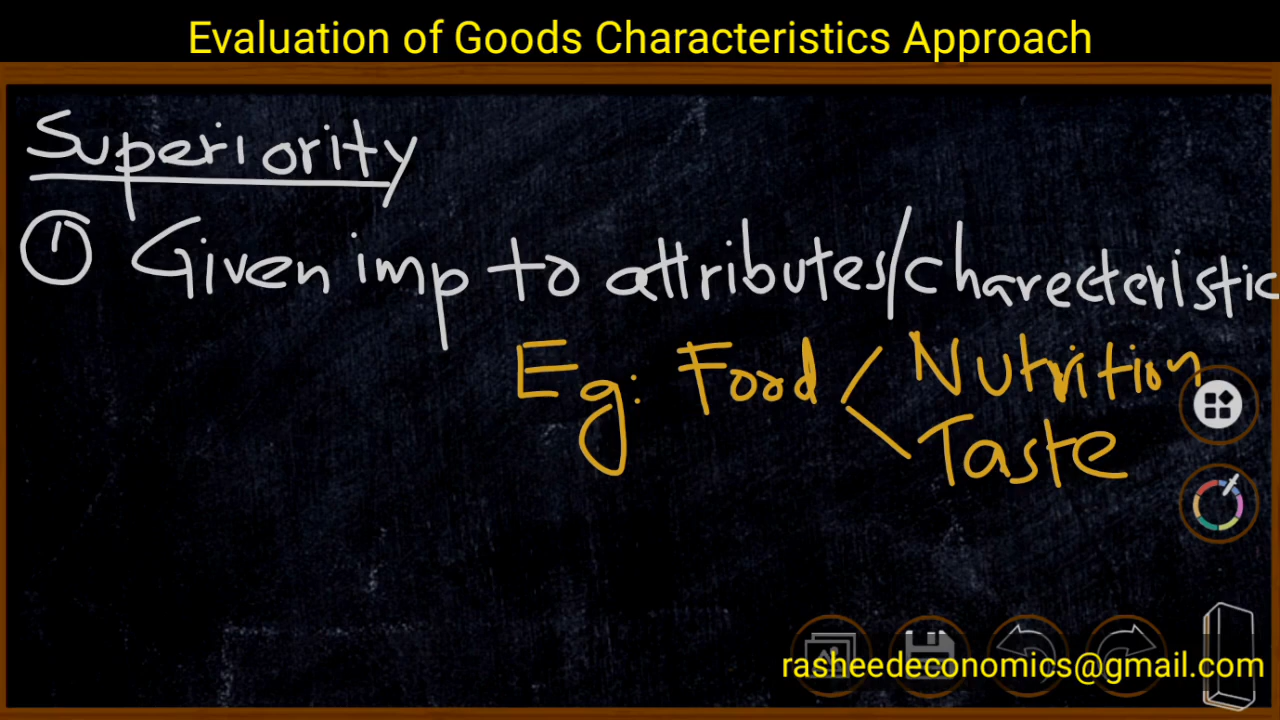 Evaluation of Goods Characteristics Approach
Superiority
① Given imp to attributes/charecteristic
Eg: Food < Nutrition
Taste
rasheedeconomics@gmail.com